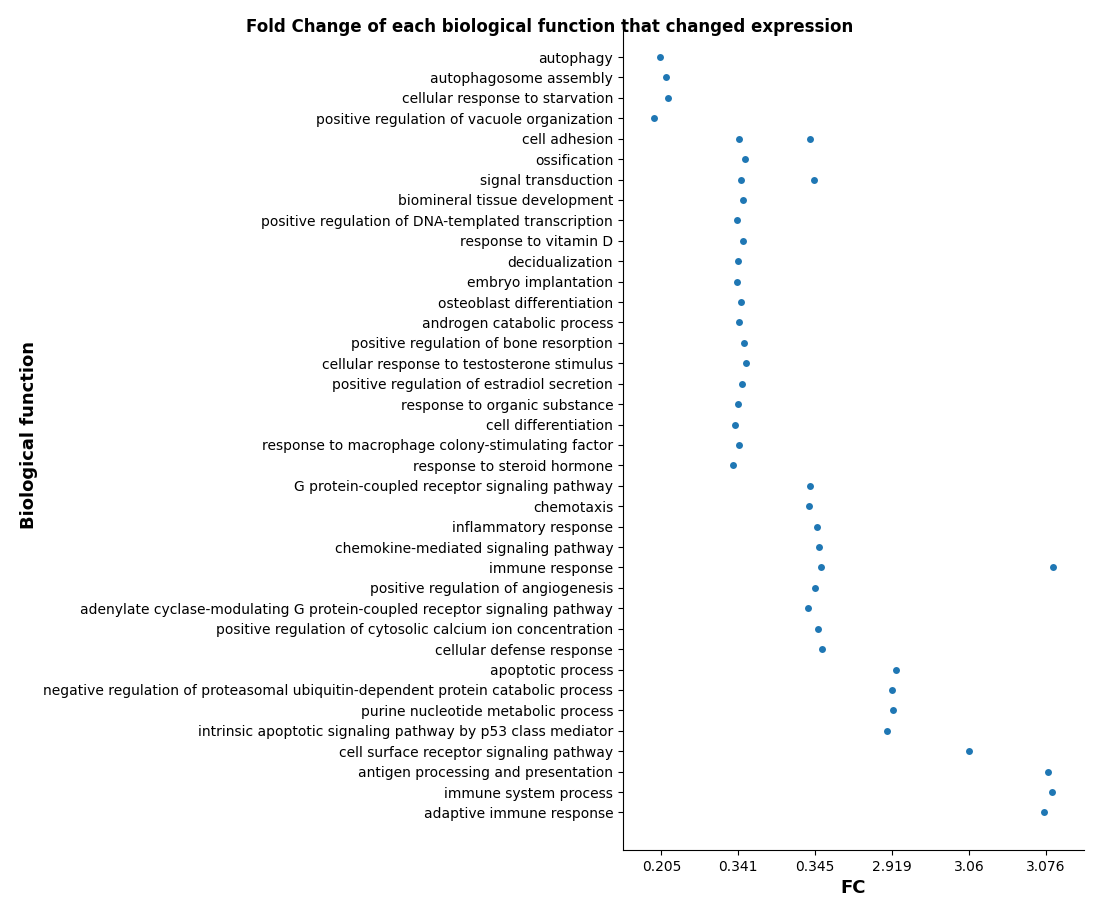 Fold Change of each biological function that changed expression
autophagy
autophagosome assembly
cellular response to starvation
positive regulation of vacuole organization
cell adhesion
ossification
signal transduction
biomineral tissue development
positive regulation of DNA-templated transcription
response to vitamin D
decidualization
embryo implantation
osteoblast differentiation
androgen catabolic process
positive regulation of bone resorption
cellular response to testosterone stimulus
positive regulation of estradiol secretion
response to organic substance
cell differentiation
response to macrophage colony-stimulating factor
response to steroid hormone
G protein-coupled receptor signaling pathway
chemotaxis
inflammatory response
chemokine-mediated signaling pathway
immune response
positive regulation of angiogenesis
adenylate cyclase-modulating G protein-coupled receptor signaling pathway
positive regulation of cytosolic calcium ion concentration
cellular defense response
apoptotic process
negative regulation of proteasomal ubiquitin-dependent protein catabolic process
purine nucleotide metabolic process
intrinsic apoptotic signaling pathway by p53 class mediator
cell surface receptor signaling pathway
antigen processing and presentation
immune system process
adaptive immune response
Biological function
0.205 0.341 0.345 2.919 3.06 3.076
FC